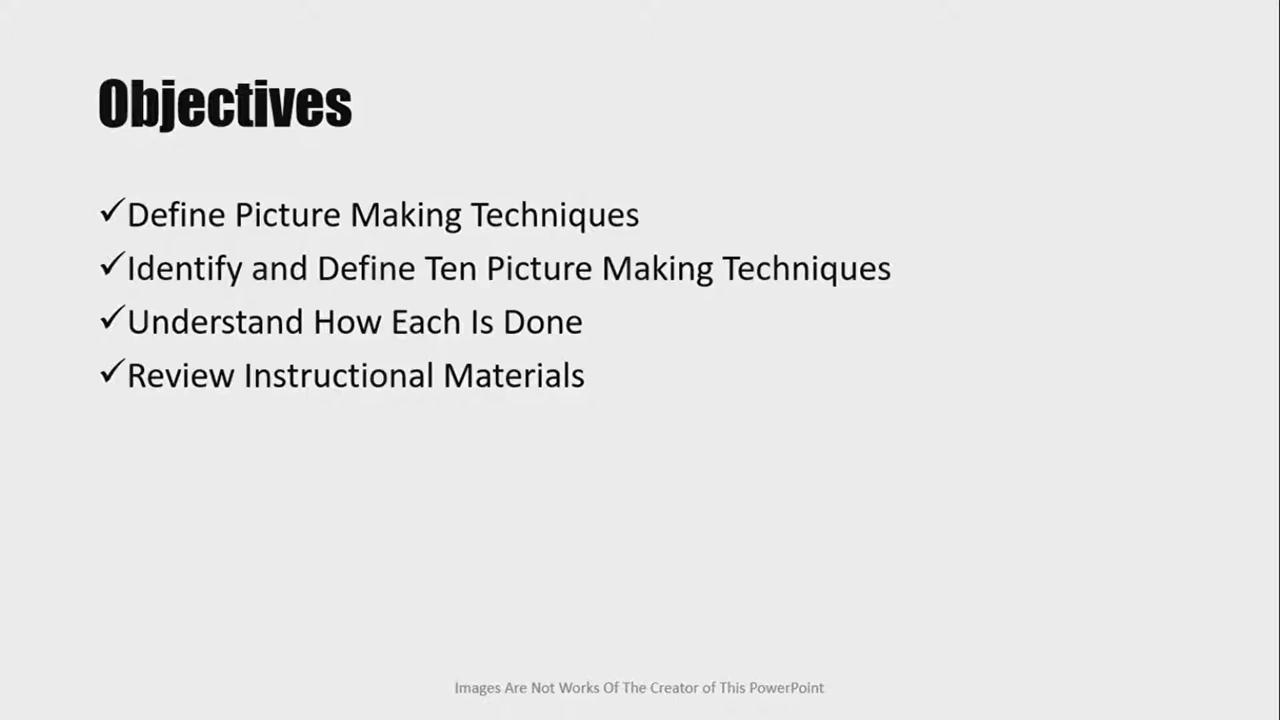 Objectives
✓Define Picture Making Techniques
✓Identify and Define Ten Picture Making Techniques
✓Understand How Each Is Done
✓Review Instructional Materials
Images Are Not Works Of The Creator of This PowerPoint